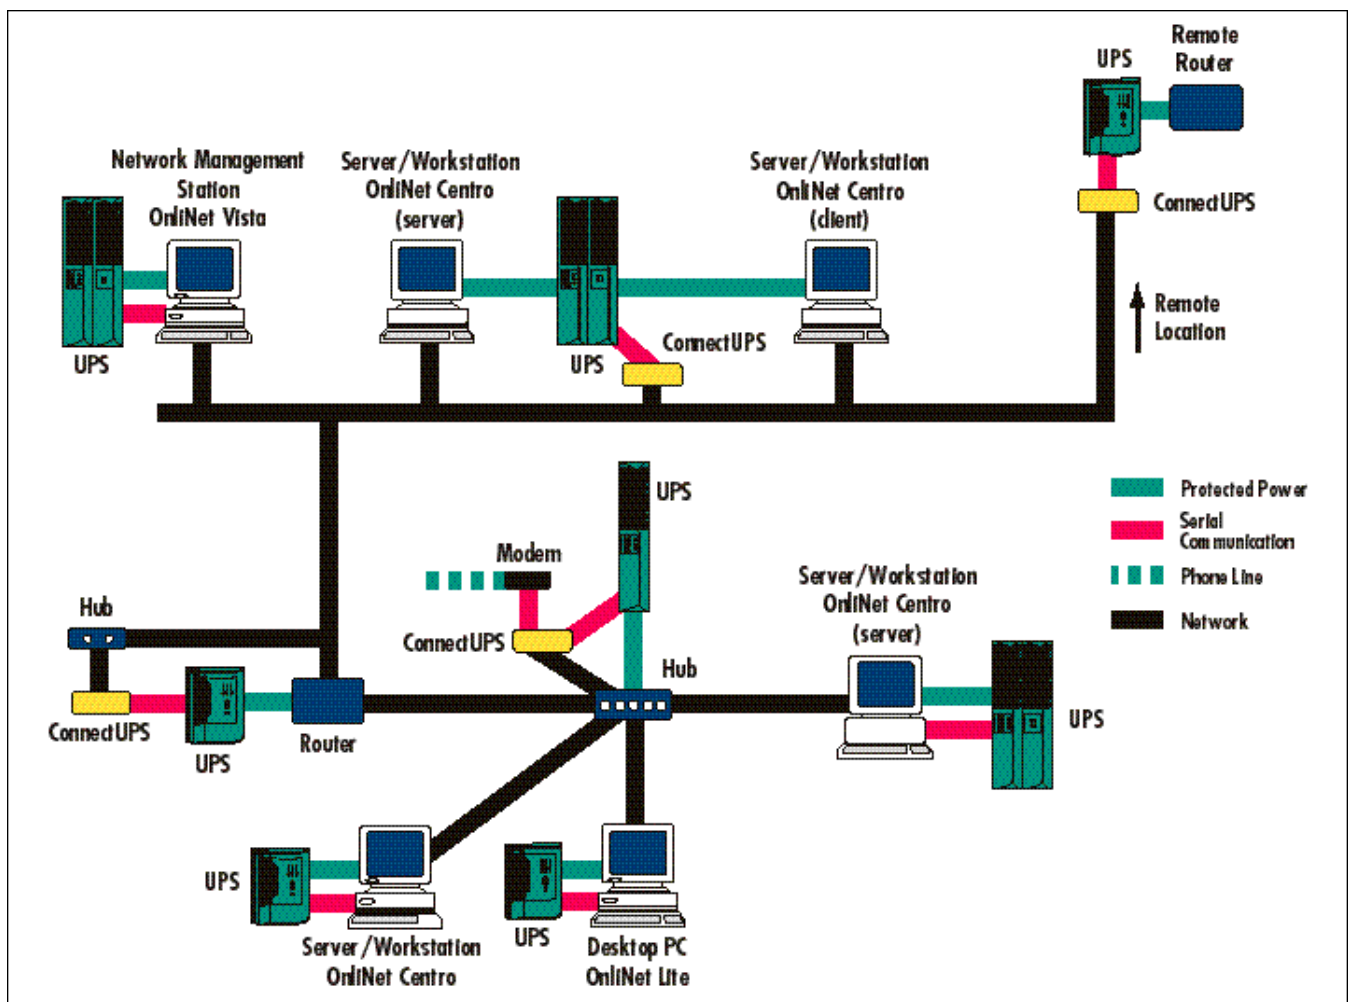 Remote
Router
UPS
Network Management
Station
OnliNet Vista
Server/Workstation
OnliNet Centro
(server)
Server/Workstation
OnliNet Centro
(client)
ConnectUPS
UPS
UPS
ConnectUPS
Remote
Location
UPS
Protected Power
Serial
Communication
Phone Line
Network
Modem
Server/Workstation
OnliNet Centro
(server)
Hub
ConnectUPS
Hub
ConnectUPS
UPS
Router
UPS
UPS
UPS
Server/Workstation
OnliNet Centro
Desktop PC
OnliNet Lite